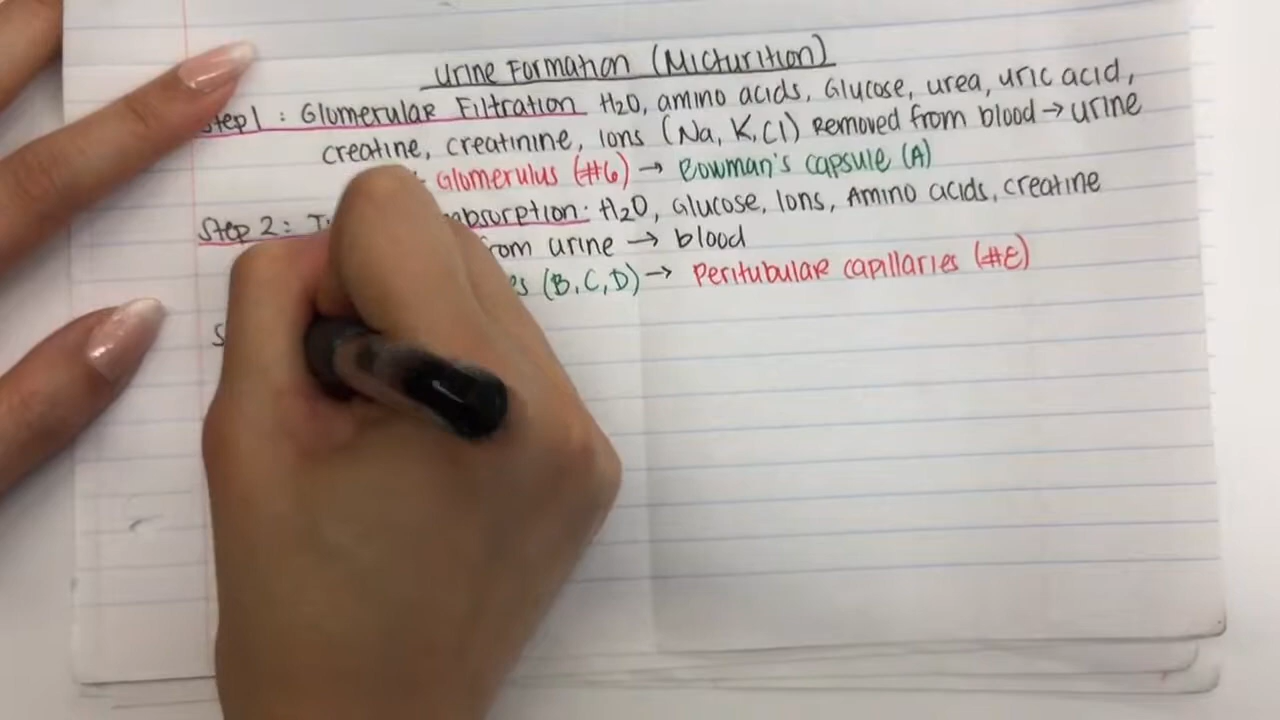 Urine Formation (Micturition)
Step 1: Glomerular Filtration H2O, amino acids, Glucose, urea, uric acid,
creatine, creatinine, Ions (Na, K, Cl) Removed from blood → urine
Glomerulus (#6) → Bowman's capsule (A)
Step 2: absorption: H2O, Glucose, Ions, Amino acids, creatine
from urine → blood
(B, C, D) → Peritubular capillaries (#E)
S